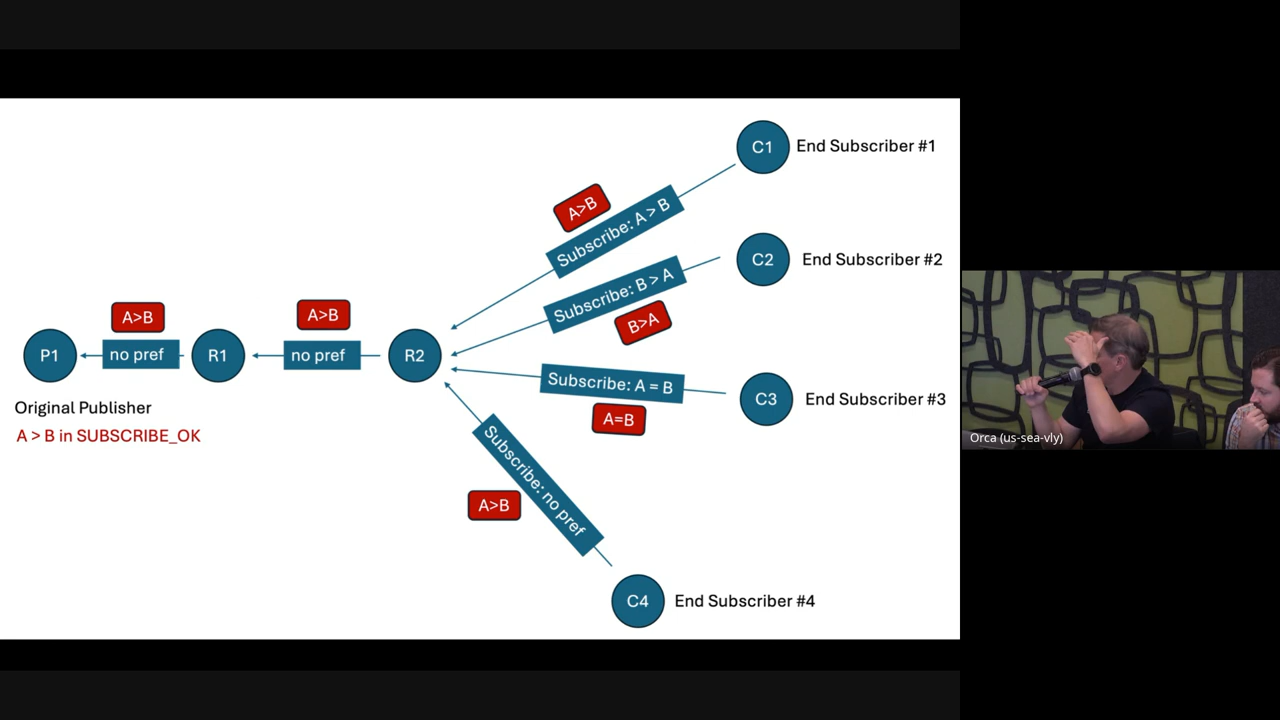 C1
End Subscriber #1
A>B
Subscribe: A > B
C2
End Subscriber #2
Subscribe: B > A
B>A
A>B
A>B
P1
no pref
R1
no pref
R2
Subscribe: A = B
C3
End Subscriber #3
A=B
Original Publisher
A > B in SUBSCRIBE_OK
Subscribe: no pref
A>B
C4
End Subscriber #4
Orca (us-sea-vly)